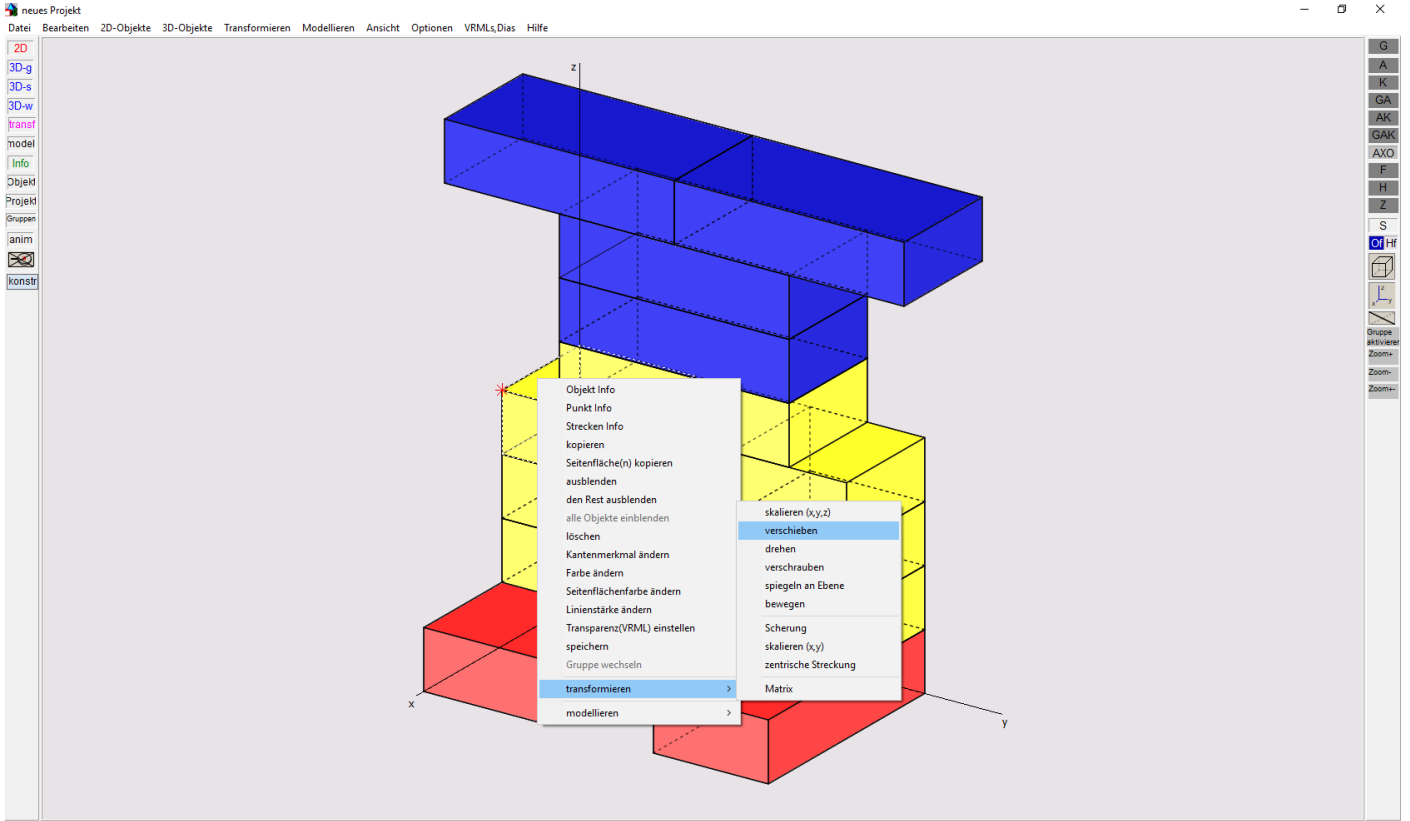 neues Projekt
Datei Bearbeiten 2D-Objekte 3D-Objekte Transformieren Modellieren Ansicht Optionen VRMLs,Dias Hilfe
2D
3D-g
3D-s
3D-w
transf
model
Info
Objekt
Projekt
Gruppen
anim
konstr
z
x
y
Objekt Info
Punkt Info
Strecken Info
kopieren
Seitenfläche(n) kopieren
ausblenden
den Rest ausblenden
alle Objekte einblenden
löschen
Kantenmerkmal ändern
Farbe ändern
Seitenflächenfarbe ändern
Linienstärke ändern
Transparenz(VRML) einstellen
speichern
Gruppe wechseln
transformieren
modellieren
skalieren (x,y,z)
verschieben
drehen
verschrauben
spiegeln an Ebene
bewegen
Scherung
skalieren (x,y)
zentrische Streckung
Matrix
G
A
K
GA
AK
GAK
AXO
F
H
Z
S
Of Hf
z
x y
Gruppe
aktivieren
Zoom+
Zoom-
Zoom+-